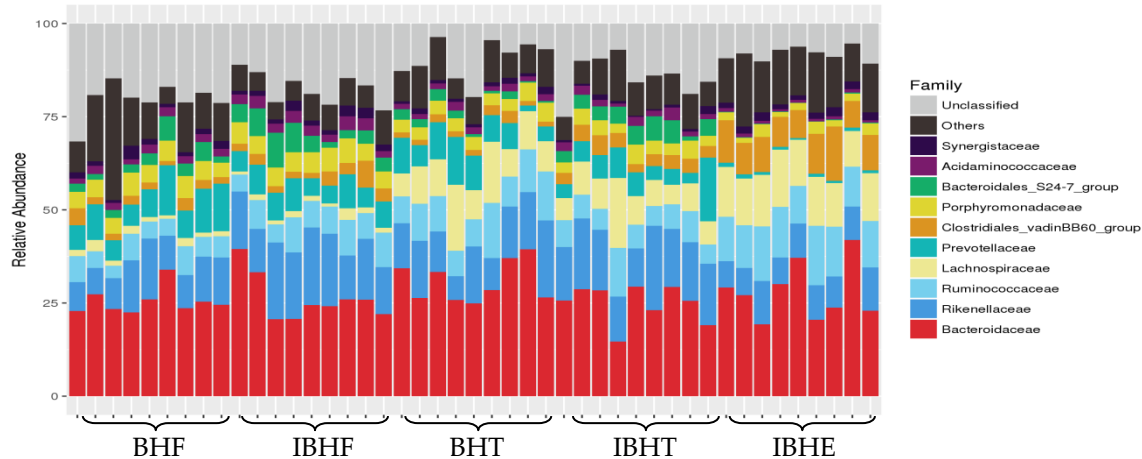 100
75
50
25
0
Relative Abundance
BHF
IBHF
BHT
IBHT
IBHE
Family
Unclassified
Others
Synergistaceae
Acidaminococcaceae
Bacteroidales_S24-7_group
Porphyromonadaceae
Clostridiales_vadinBB60_group
Prevotellaceae
Lachnospiraceae
Ruminococcaceae
Rikenellaceae
Bacteroidaceae